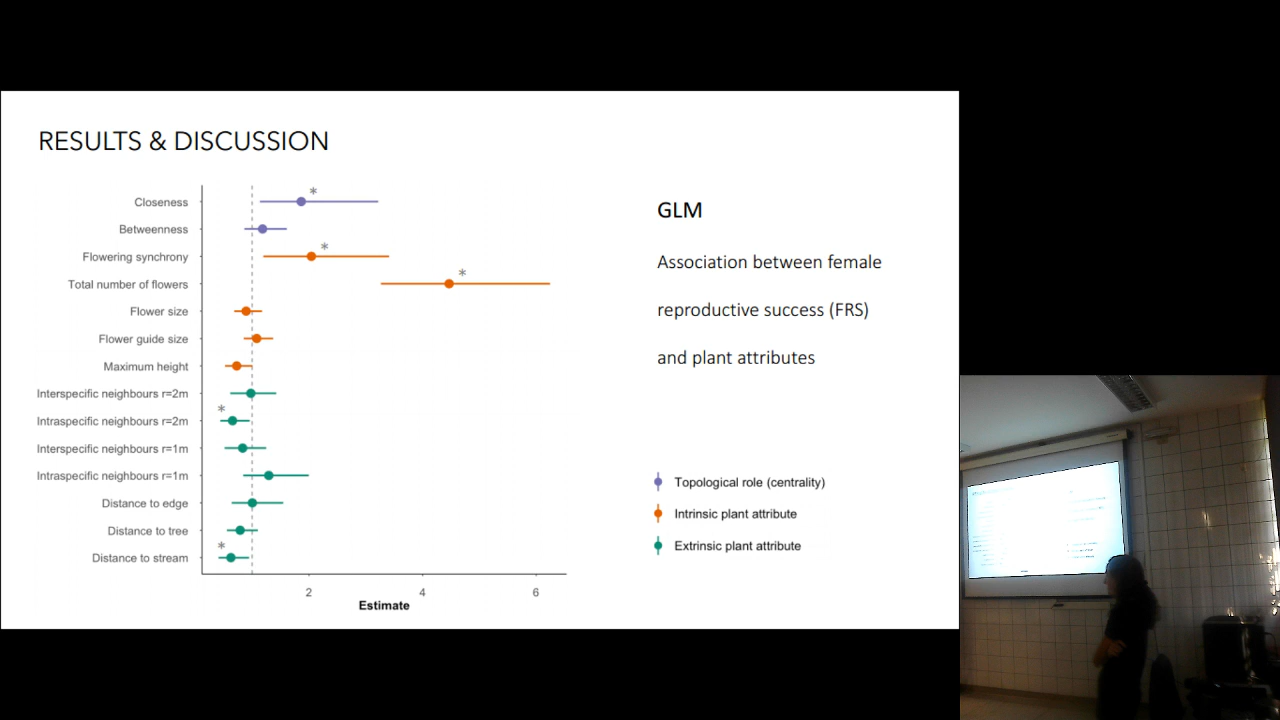 RESULTS & DISCUSSION
Closeness
*
Betweenness
Flowering synchrony
*
Total number of flowers
*
Flower size
Flower guide size
Maximum height
Interspecific neighbours r=2m
*
Intraspecific neighbours r=2m
Interspecific neighbours r=1m
Intraspecific neighbours r=1m
Distance to edge
Distance to tree
*
Distance to stream
2 4 6
Estimate
GLM
Association between female
reproductive success (FRS)
and plant attributes
Topological role (centrality)
Intrinsic plant attribute
Extrinsic plant attribute